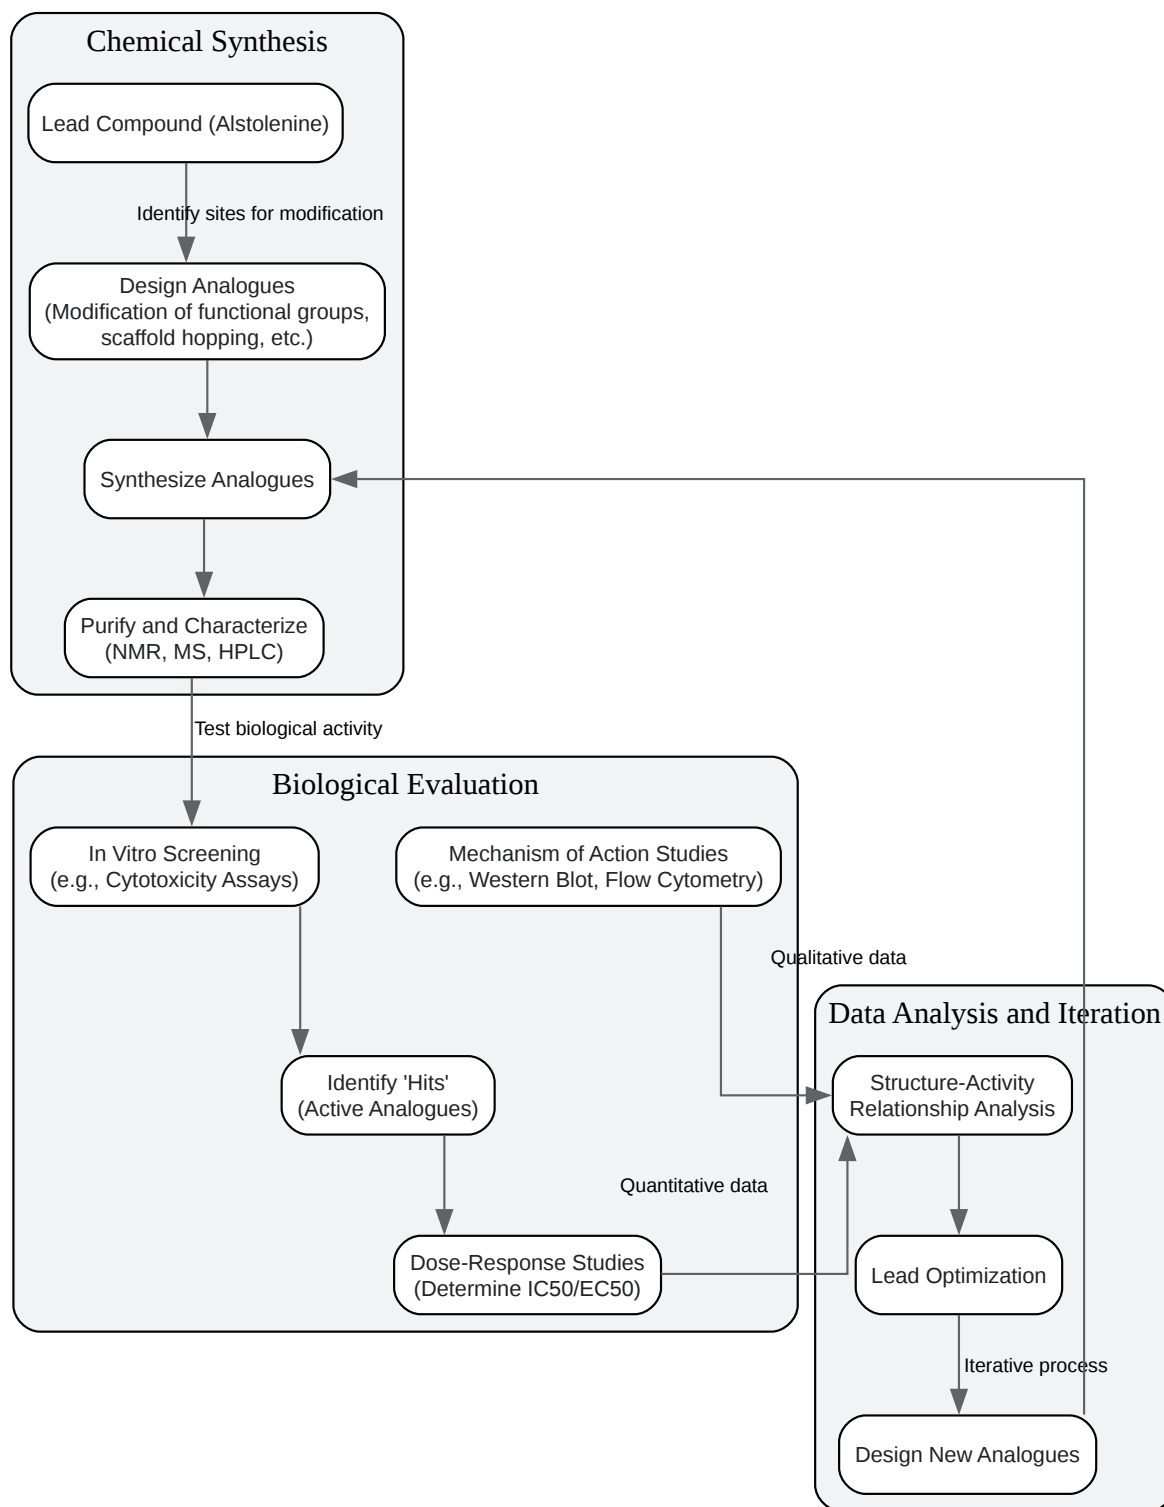 Chemical Synthesis
Lead Compound (Alstolenine)
Identify sites for modification
Design Analogues
(Modification of functional groups,
scaffold hopping, etc.)
Synthesize Analogues
Purify and Characterize
(NMR, MS, HPLC)
Test biological activity
Biological Evaluation
In Vitro Screening
(e.g., Cytotoxicity Assays)
Mechanism of Action Studies
(e.g., Western Blot, Flow Cytometry)
Qualitative data
Data Analysis and Iteration
Identify 'Hits'
(Active Analogues)
Structure-Activity
Relationship Analysis
Quantitative data
Dose-Response Studies
(Determine IC50/EC50)
Lead Optimization
Iterative process
Design New Analogues